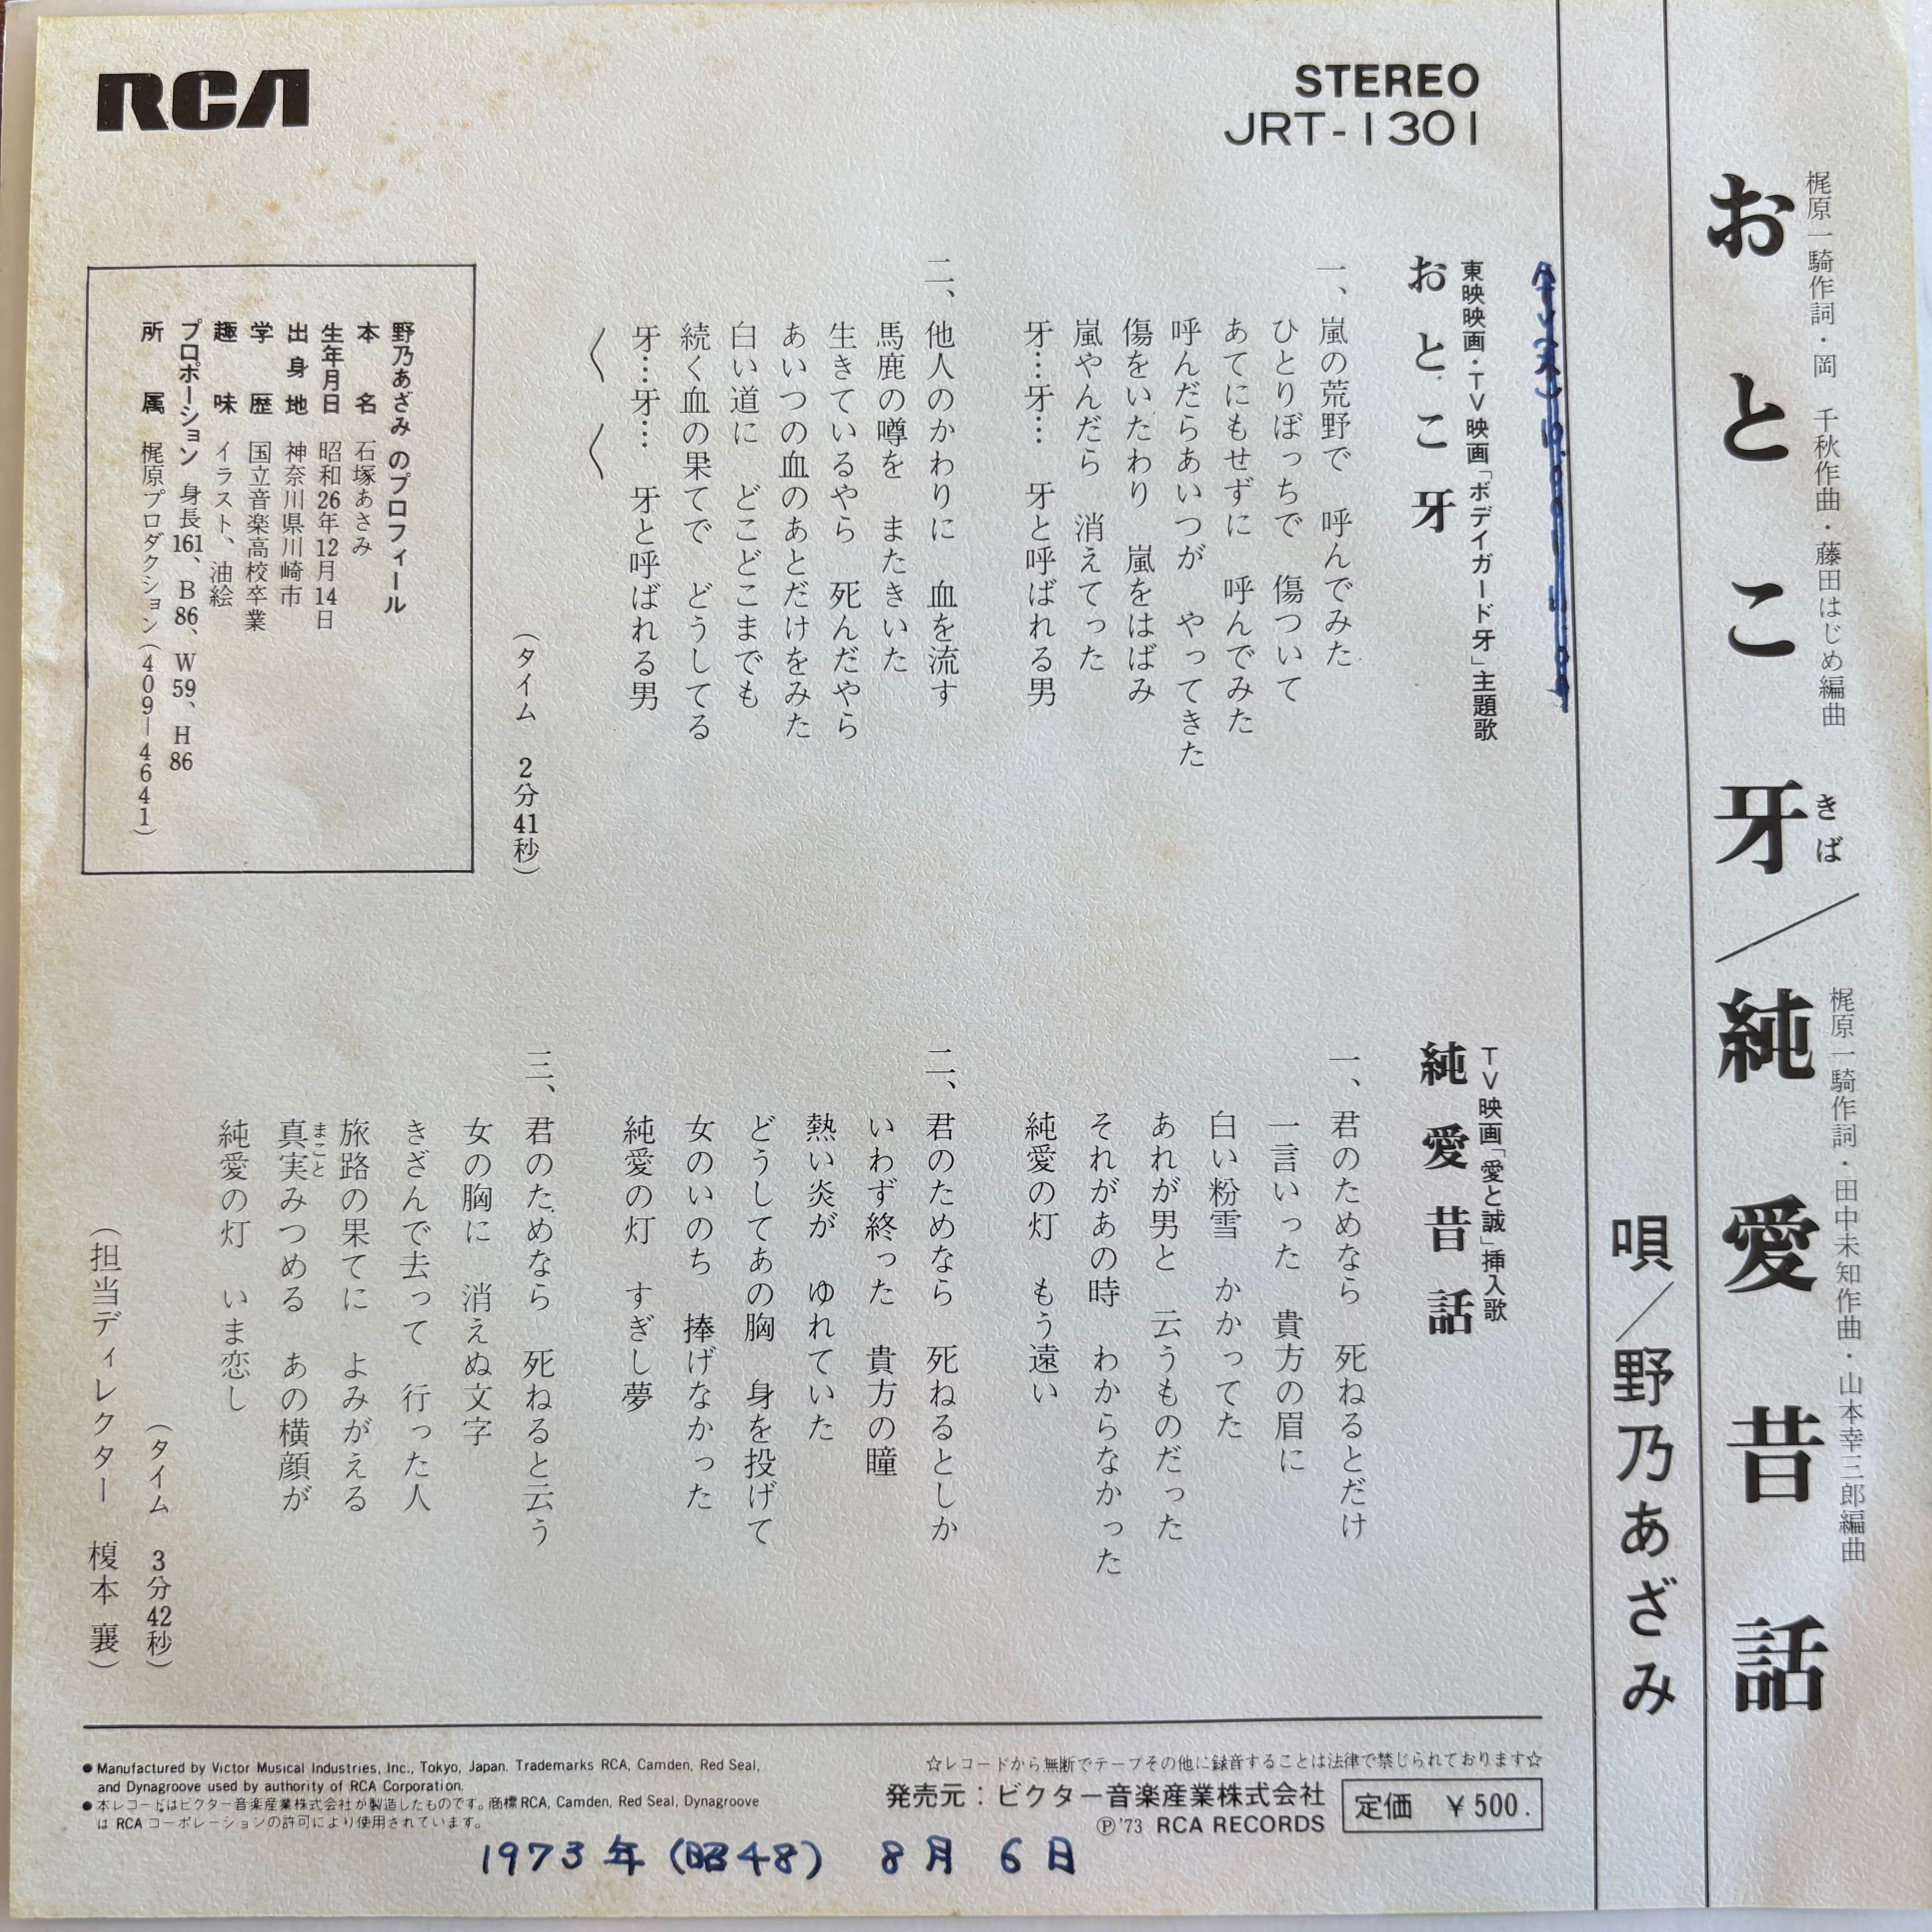 梶原一騎作詞・岡　千秋作曲・藤田はじめ編曲
おとこ牙／純愛昔話
きば
梶原一騎作詞・田中未知作曲・山本幸三郎編曲
唄／野乃あざみ
RCA
STEREO
JRT-1301
東映映画・TV映画「ボデイガード牙」主題歌
おとこ牙
一、嵐の荒野で　呼んでみた
ひとりぼっちで　傷ついて
あてにもせずに　呼んでみた
呼んだらあいつが　やってきた
傷をいたわり　嵐をはばみ
嵐やんだら　消えてった
牙…牙…　牙と呼ばれる男
二、他人のかわりに　血を流す
馬鹿の噂を　またきいた
生きているやら　死んだやら
あいつの血のあとだけをみた
白い道に　どこどこまでも
続く血の果てで　どうしてる
牙…牙…　牙と呼ばれる男
〱　〱
（タイム　2分41秒）
野乃あざみ のプロフィール
本名　石塚あさみ
生年月日　昭和26年12月14日
出身地　神奈川県川崎市
学歴　国立音楽高校卒業
趣味　イラスト、油絵
プロポーション　身長161、B86、W59、H86
所属　梶原プロダクション（409―4641）
TV映画「愛と誠」挿入歌
純愛昔話
一、君のためなら　死ねるとだけ
一言いった　貴方の眉に
白い粉雪　かかってた
あれが男と　云うものだった
それがあの時　わからなかった
純愛の灯　もう遠い
二、君のためなら　死ねるとしか
いわず終った　貴方の瞳
熱い炎が　ゆれていた
どうしてあの胸　身を投げて
女のいのち　捧げなかった
純愛の灯　すぎし夢
三、君のためなら　死ねると云う
女の胸に　消えぬ文字
きざんで去って　行った人
旅路の果てに　よみがえる
真実みつめる　あの横顔が
まこと
純愛の灯　いま恋し
（タイム　3分42秒）
（担当ディレクター　榎本 襄）
●Manufactured by Victor Musical Industries, Inc., Tokyo, Japan. Trademarks RCA, Camden, Red Seal,
and Dynagroove used by authority of RCA Corporation.
●本レコードはビクター音楽産業株式会社が製造したものです。商標RCA, Camden, Red Seal, Dynagroove
は RCA コーポレーションの許可により使用されています。
☆レコードから無断でテープその他に録音することは法律で禁じられております☆
発売元：ビクター音楽産業株式会社
Ⓟ'73 RCA RECORDS
定価　￥500.
1973年（昭48）　8月　6日